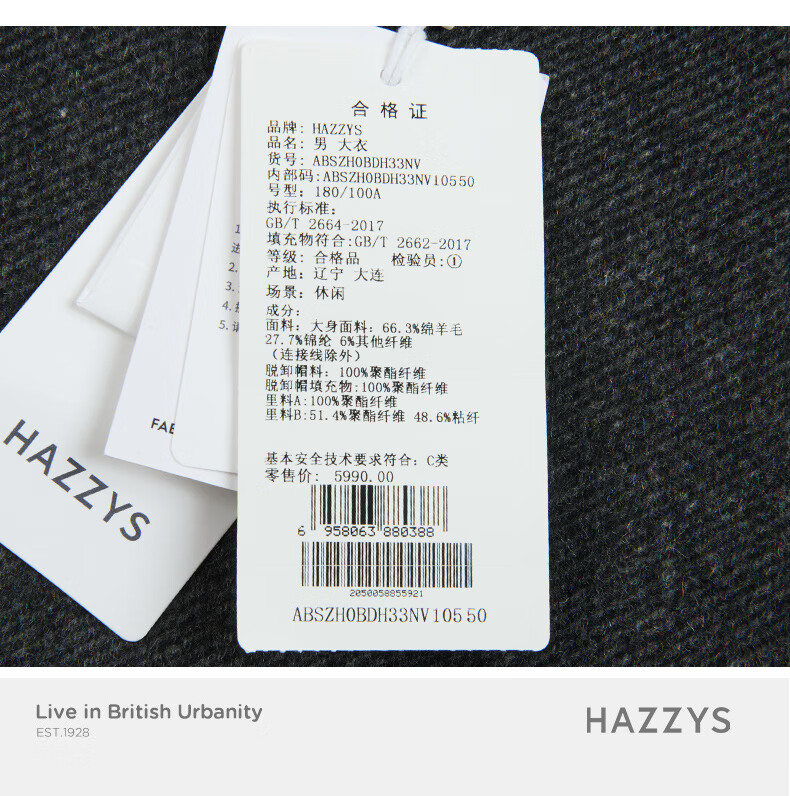 合格证
品牌: HAZZYS
品名: 男 大衣
货号: ABSZH0BDH33NV
内部码:ABSZH0BDH33NV10550
号型: 180/100A
执行标准:
GB/T 2664-2017
填充物符合:GB/T 2662-2017
等级: 合格品 检验员:①
产地: 辽宁 大连
场景: 休闲
成分:
面料: 大身面料: 66.3%绵羊毛
27.7%锦纶 6%其他纤维
(连接线除外)
脱卸帽料: 100%聚酯纤维
脱卸帽填充物:100%聚酯纤维
里料A:100%聚酯纤维
里料B:51.4%聚酯纤维 48.6%粘纤
基本安全技术要求符合: C类
零售价: 5990.00
6 958063 880388
2050058855921
ABSZH0BDH33NV10550
1.
进
2.
3.
4.
5. 请
FAB
HAZZYS
Live in British Urbanity
EST.1928
HAZZYS